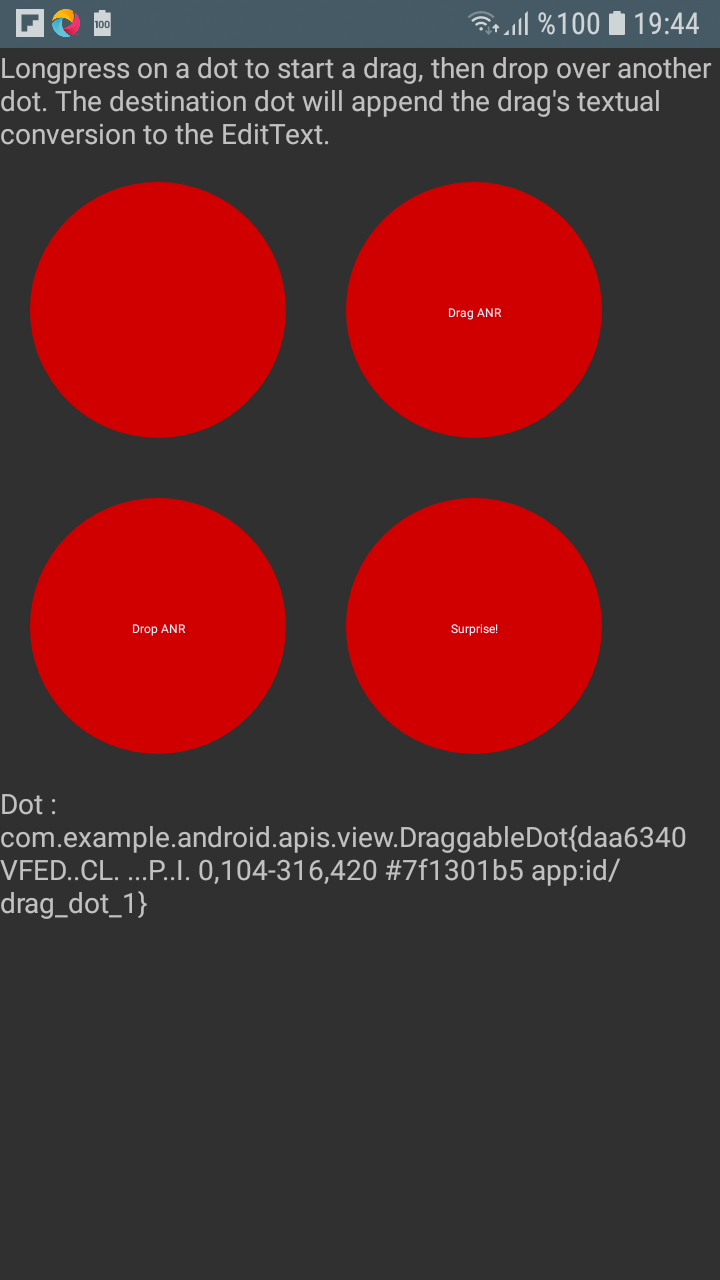 100
%100
19:44
Longpress on a dot to start a drag, then drop over another
dot. The destination dot will append the drag's textual
conversion to the EditText.
Drag ANR
Drop ANR
Surprise!
Dot :
com.example.android.apis.view.DraggableDot{daa6340
VFED..CL. ...P..I. 0,104-316,420 #7f1301b5 app:id/
drag_dot_1}